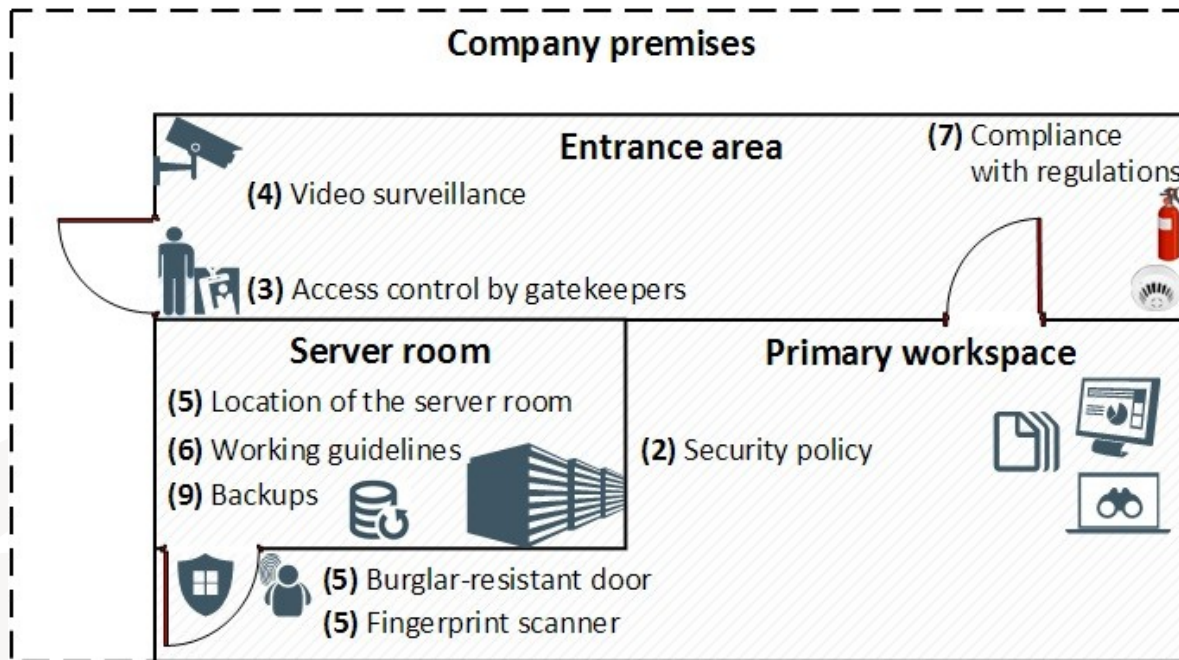 Company premises
Entrance area
(7) Compliance
with regulations
(4) Video surveillance
(3) Access control by gatekeepers
Server room
Primary workspace
(5) Location of the server room
(6) Working guidelines
(2) Security policy
(9) Backups
(5) Burglar-resistant door
(5) Fingerprint scanner